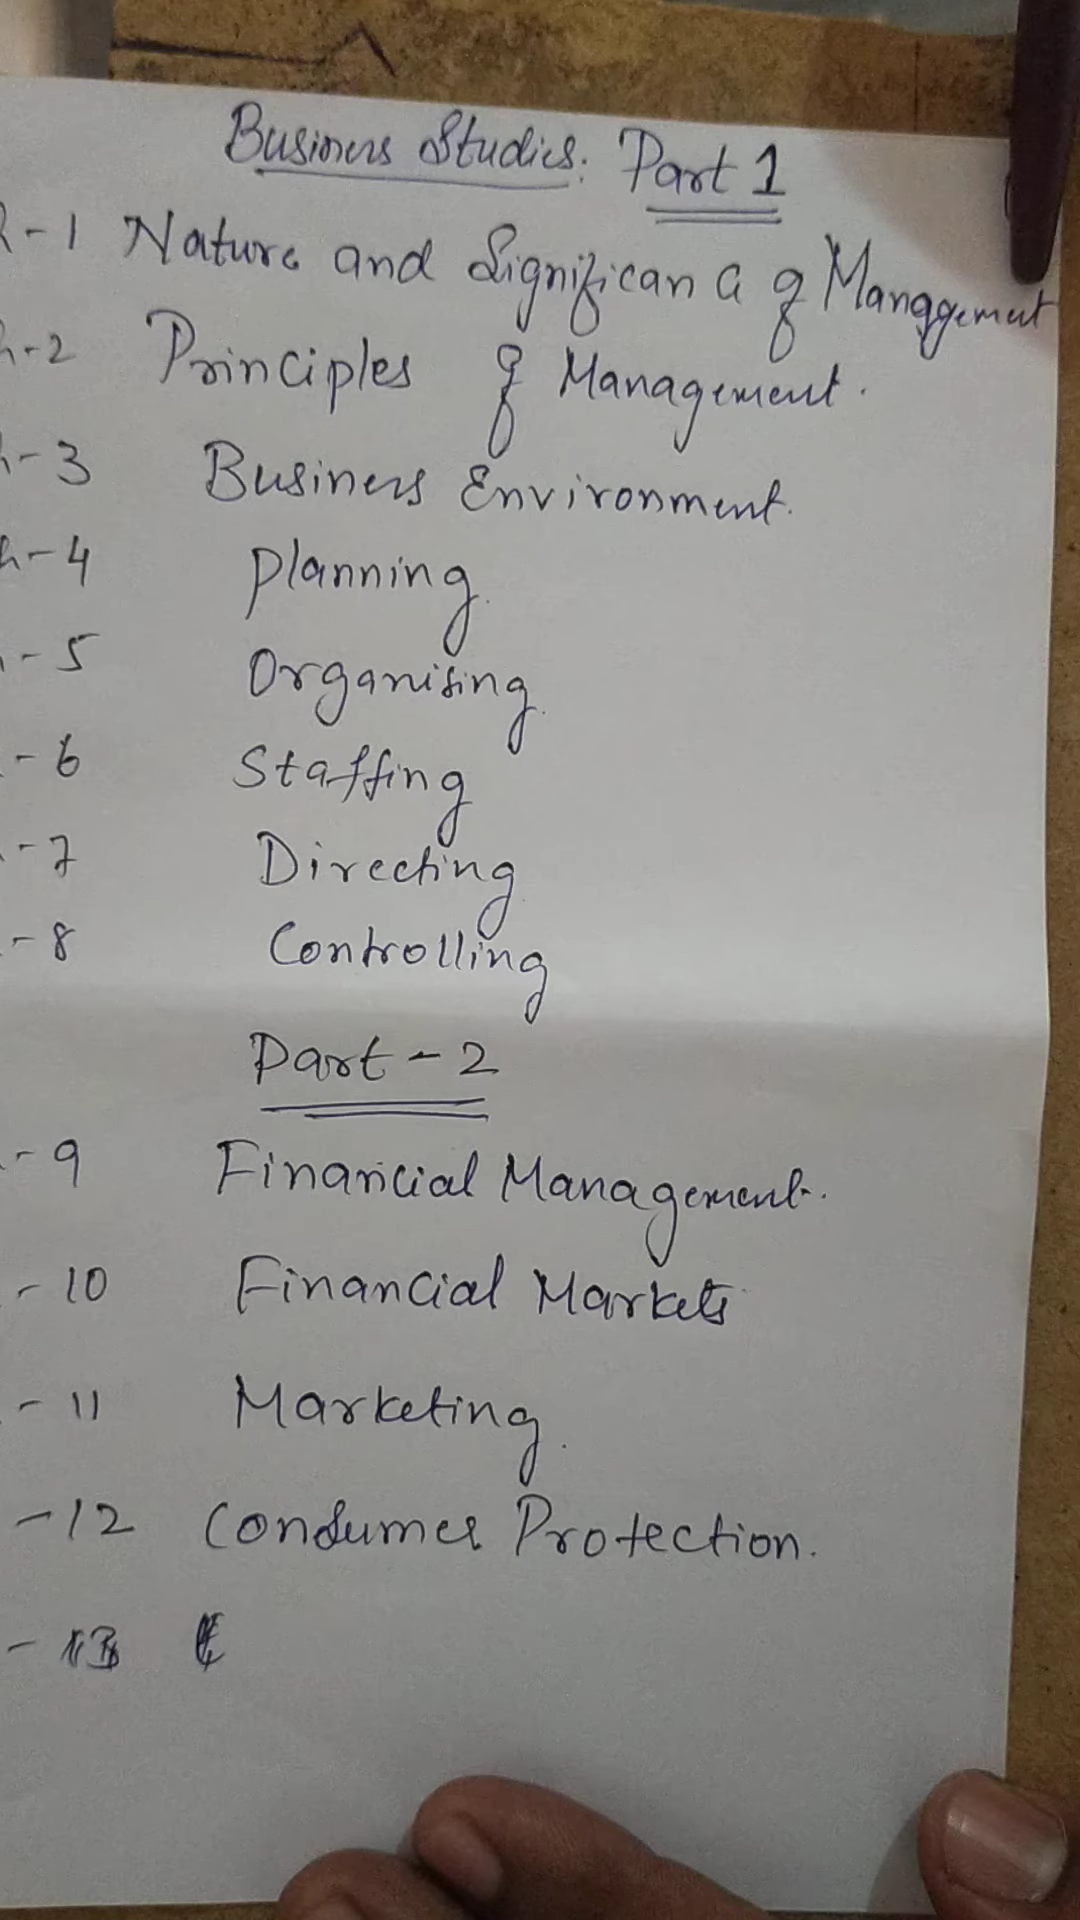 Business Studies. Part 1
h-1 Nature and Significance of Management
h-2 Principles of Management.
h-3 Business Environment.
h-4 Planning.
h-5 Organising.
-6 Staffing
-7 Directing
-8 Controlling
Part-2
-9 Financial Management.
-10 Financial Markets
-11 Marketing.
-12 Consumer Protection.
-13